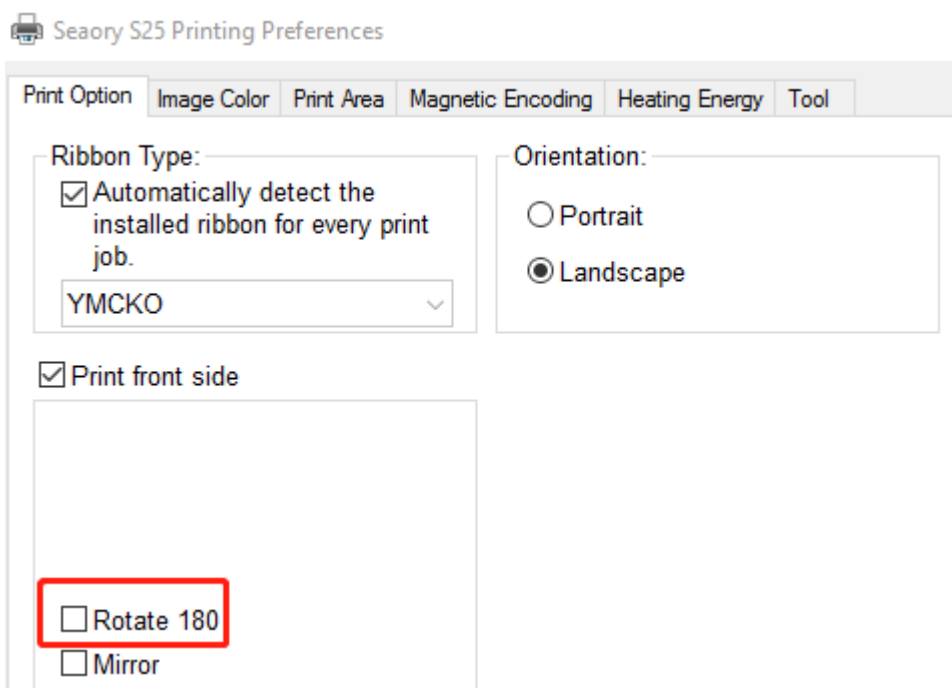 Seaory S25 Printing Preferences
Print Option Image Color Print Area Magnetic Encoding Heating Energy Tool
Ribbon Type:
Automatically detect the
installed ribbon for every print
job.
YMCKO
Orientation:
Portrait
Landscape
Print front side
Rotate 180
Mirror